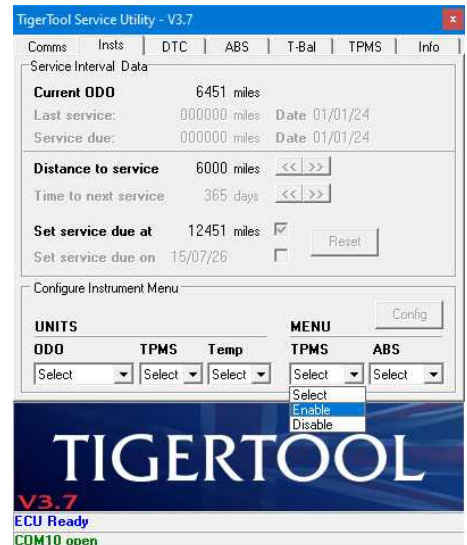 TigerTool Service Utility - V3.7 x
Comms Insts DTC ABS T-Bal TPMS Info
Service Interval Data
Current ODO 6451 miles
Last service: 000000 miles Date 01/01/24
Service due: 000000 miles Date 01/01/24
Distance to service 6000 miles << >>
Time to next service 365 days << >>
Set service due at 12451 miles
Reset
Set service due on 15/07/26
Configure Instrument Menu
Config
UNITS MENU
ODO TPMS Temp TPMS ABS
Select Select Select Select Select
Select
Enable
Disable
TIGERTOOL
V3.7
ECU Ready
COM10 open